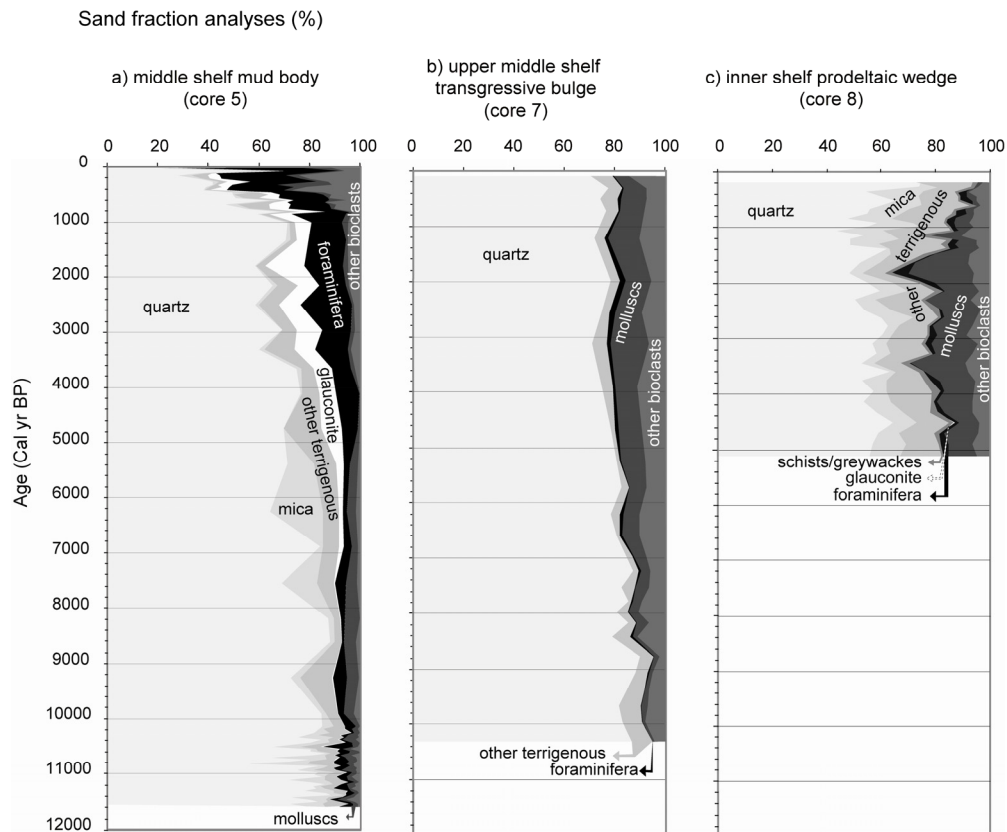 Sand fraction analyses (%)
a) middle shelf mud body
(core 5)
b) upper middle shelf
transgressive bulge
(core 7)
c) inner shelf prodeltaic wedge
(core 8)
0 20 40 60 80 100
0 20 40 60 80 100
0 20 40 60 80 100
Age (Cal yr BP)
0
1000
2000
3000
4000
5000
6000
7000
8000
9000
10000
11000
12000
quartz
mica
other terrigenous
glauconite
foraminifera
other bioclasts
molluscs
quartz
molluscs
other bioclasts
other terrigenous
foraminifera
quartz
mica
other terrigenous
molluscs
other bioclasts
schists/greywackes
glauconite
foraminifera